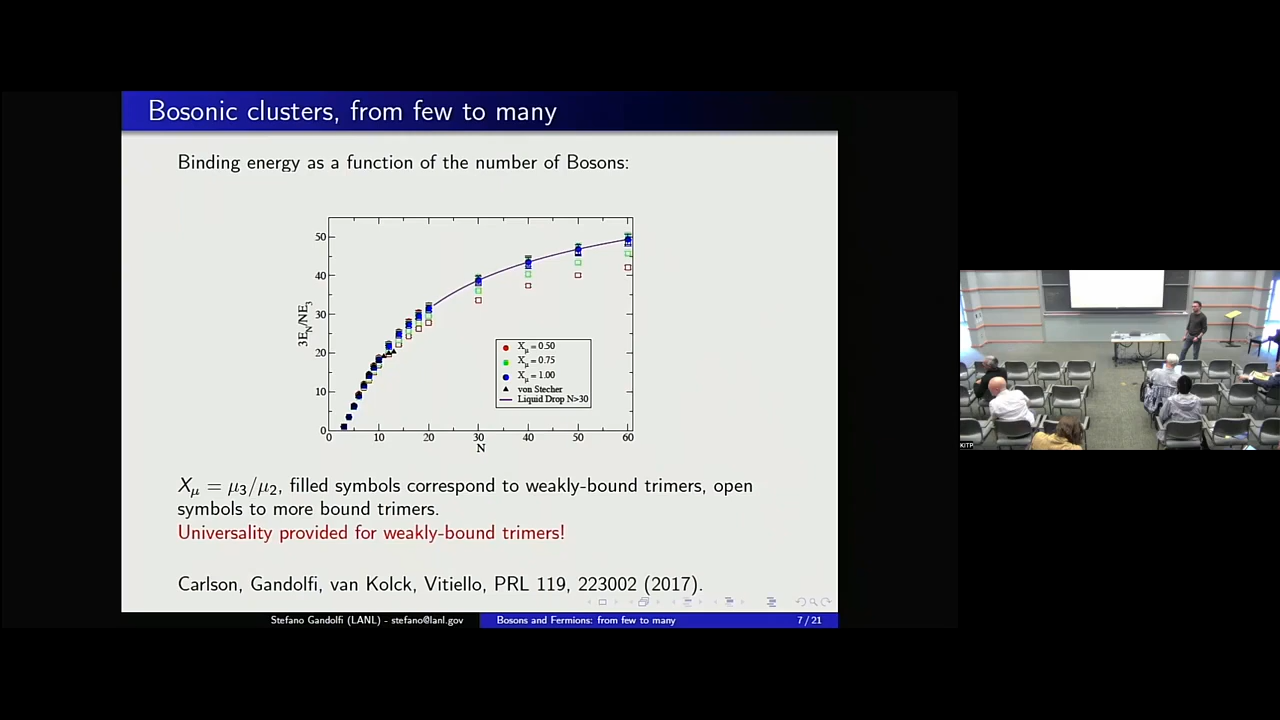 Bosonic clusters, from few to many
Binding energy as a function of the number of Bosons:
50
40
30
20
10
0
3E_N/NE_3
0 10 20 30 40 50 60
N
X_μ = 0.50
X_μ = 0.75
X_μ = 1.00
von Stecher
Liquid Drop N>30
X_μ = μ_3/μ_2, filled symbols correspond to weakly-bound trimers, open
symbols to more bound trimers.
Universality provided for weakly-bound trimers!
Carlson, Gandolfi, van Kolck, Vitiello, PRL 119, 223002 (2017).
Stefano Gandolfi (LANL) - stefano@lanl.gov
Bosons and Fermions: from few to many
7 / 21
KITP